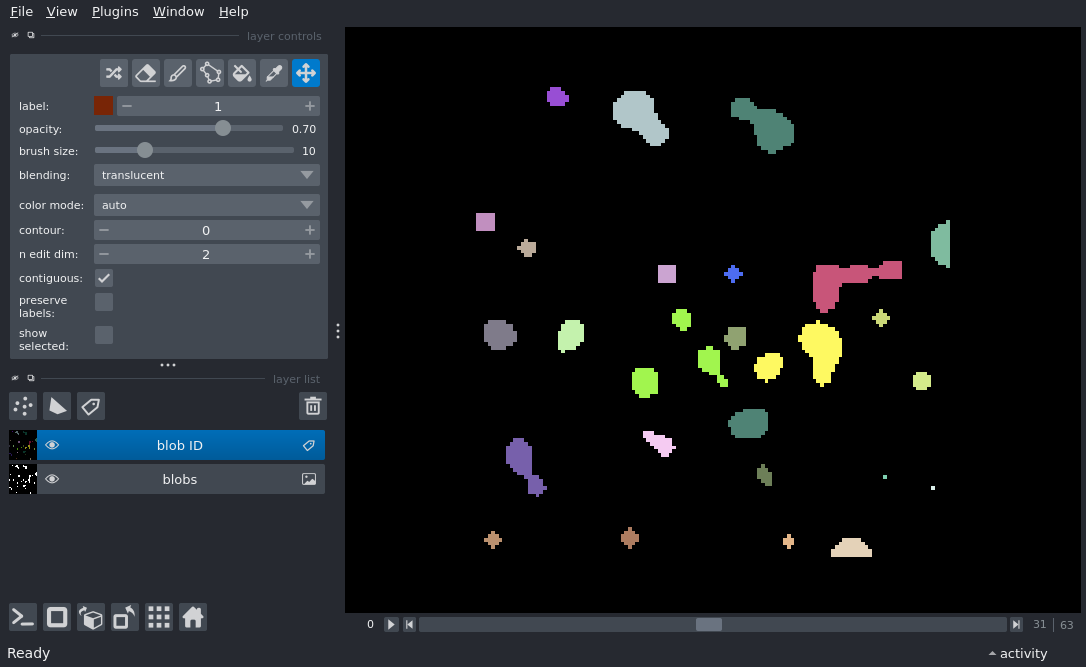 File View Plugins Window Help
layer controls
label: 1
opacity: 0.70
brush size: 10
blending: translucent
color mode: auto
contour: 0
n edit dim: 2
contiguous:
preserve
labels:
show
selected:
layer list
blob ID
blobs
0 31 | 63
Ready activity